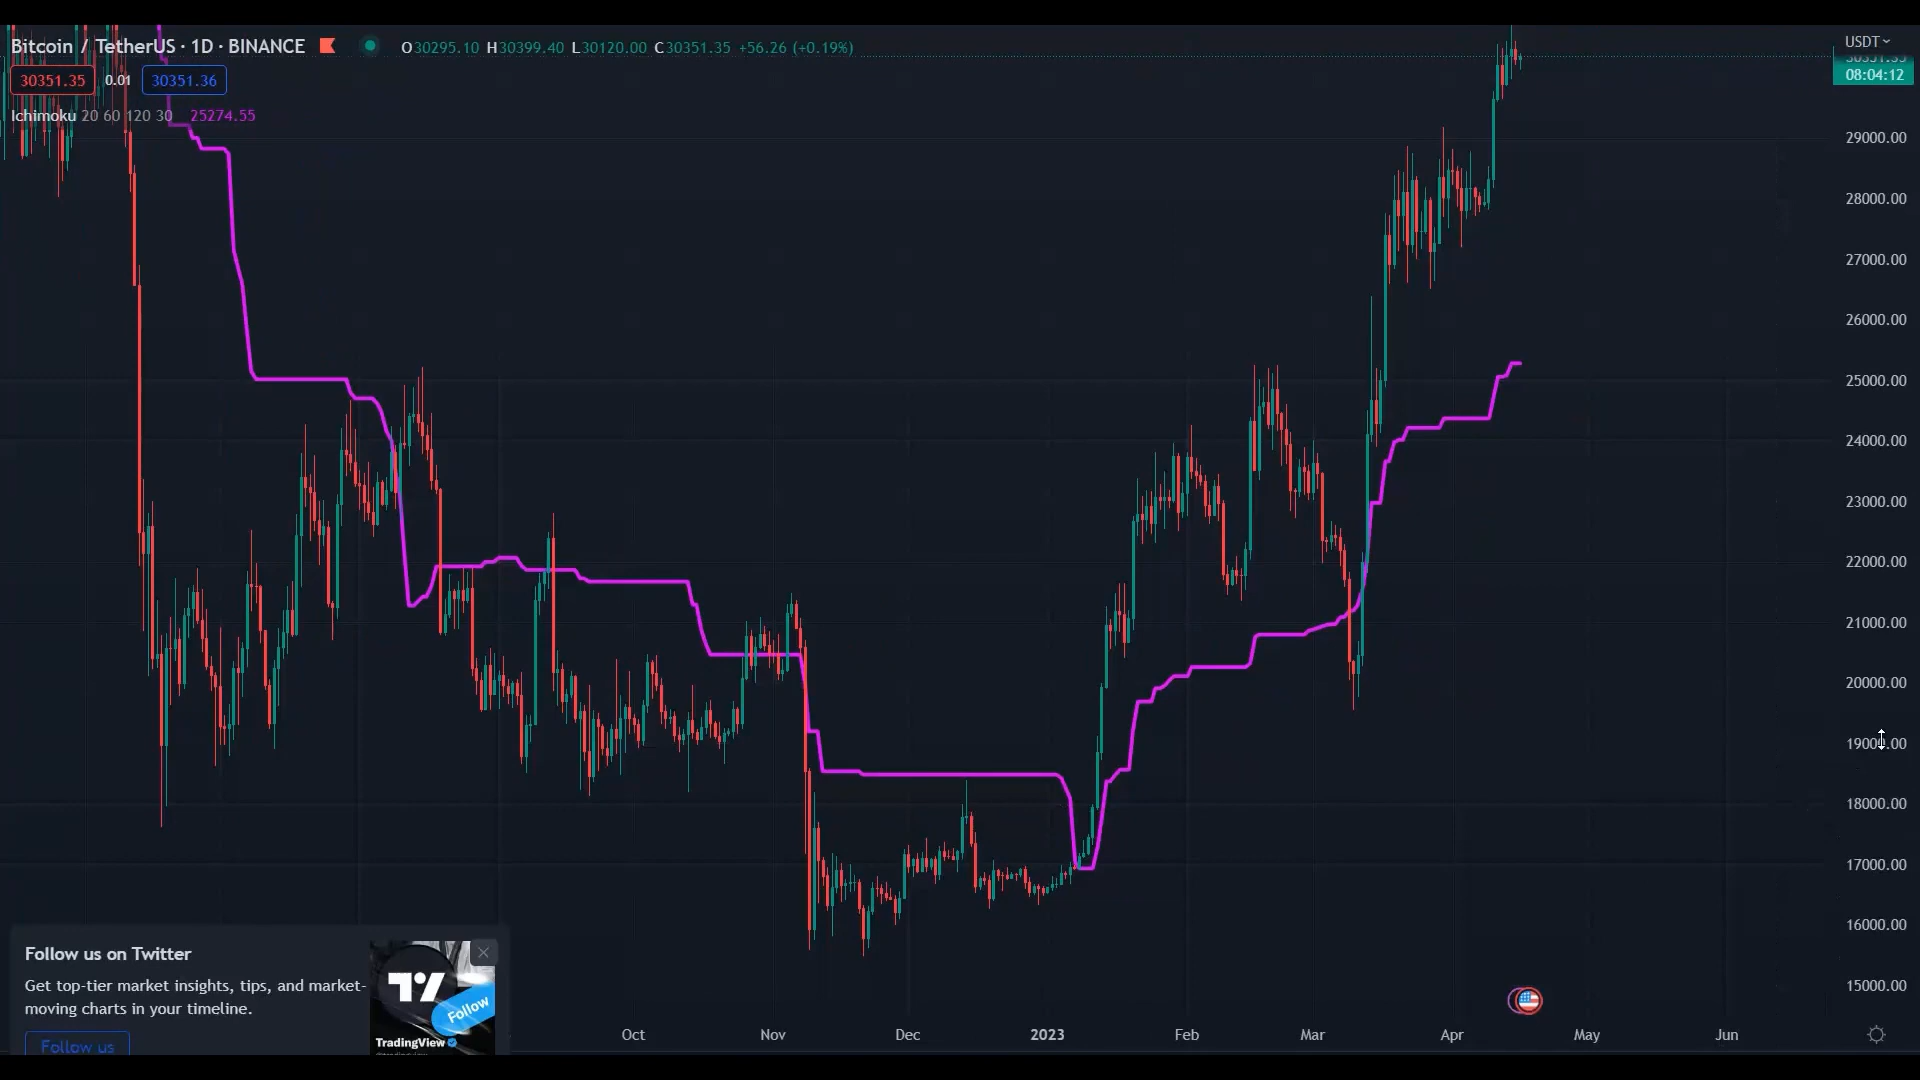 Bitcoin / TetherUS · 1D · BINANCE O30295.10 H30399.40 L30120.00 C30351.35 +56.26 (+0.19%)
USDT
08:04:12
30351.35 0.01 30351.36
Ichimoku 20 60 120 30 25274.55
29000.00
28000.00
27000.00
26000.00
25000.00
24000.00
23000.00
22000.00
21000.00
20000.00
19000.00
18000.00
17000.00
16000.00
15000.00
Follow us on Twitter
Get top-tier market insights, tips, and market-
moving charts in your timeline.
Follow us
Follow
TradingView
Oct Nov Dec 2023 Feb Mar Apr May Jun